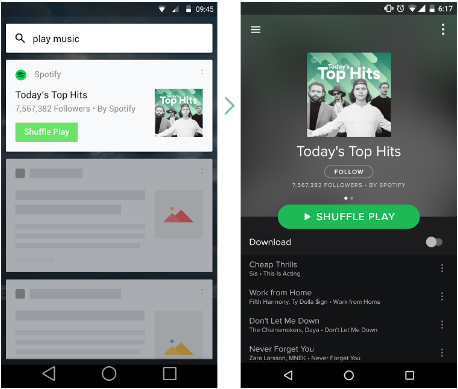 09:45
play music
Spotify
Today's Top Hits
7,567,382 Followers • By Spotify
Shuffle Play
Today's
Top Hits
6:17
Today's
Top Hits
Today's Top Hits
FOLLOW
7,567,382 FOLLOWERS • BY SPOTIFY
SHUFFLE PLAY
Download
Cheap Thrills
Sia • This Is Acting
Work from Home
Fifth Harmony, Ty Dolla $ign • Work from Home
Don't Let Me Down
The Chainsmokers, Daya • Don't Let Me Down
Never Forget You
Zara Larsson, MNEK • Never Forget You